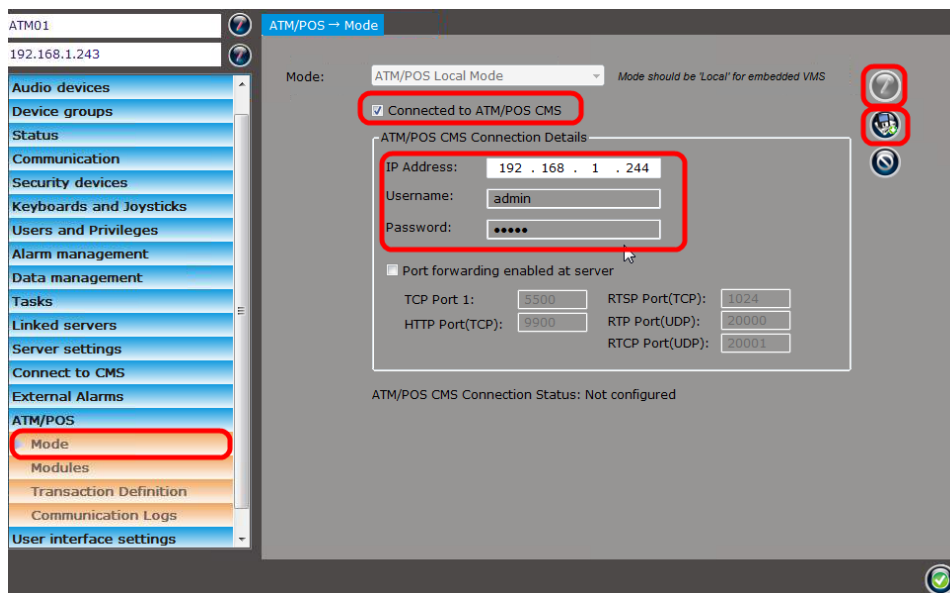 ATM01
192.168.1.243
Audio devices
Device groups
Status
Communication
Security devices
Keyboards and Joysticks
Users and Privileges
Alarm management
Data management
Tasks
Linked servers
Server settings
Connect to CMS
External Alarms
ATM/POS
Mode
Modules
Transaction Definition
Communication Logs
User interface settings
ATM/POS → Mode
Mode: ATM/POS Local Mode Mode should be 'Local' for embedded VMS
Connected to ATM/POS CMS
ATM/POS CMS Connection Details
IP Address: 192 . 168 . 1 . 244
Username: admin
Password: •••••
Port forwarding enabled at server
TCP Port 1: 5500 RTSP Port(TCP): 1024
HTTP Port(TCP): 9900 RTP Port(UDP): 20000
RTCP Port(UDP): 20001
ATM/POS CMS Connection Status: Not configured